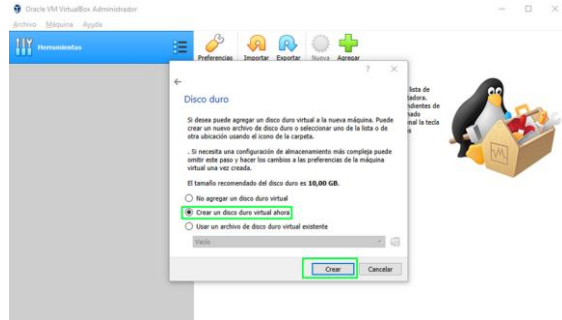 Oracle VM VirtualBox Administrador
Archivo Máquina Ayuda
Herramientas
Preferencias Importar Exportar Nueva Agregar
Disco duro
Si desea puede agregar un disco duro virtual a la nueva máquina. Puede
crear un nuevo archivo de disco duro o seleccionar uno de la lista o de
otra ubicación usando el icono de la carpeta.
. Si necesita una configuración de almacenamiento más compleja puede
omitir este paso y hacer los cambios a las preferencias de la máquina
virtual una vez creada.
El tamaño recomendado del disco duro es 10,00 GB.
No agregar un disco duro virtual
Crear un disco duro virtual ahora
Usar un archivo de disco duro virtual existente
Vacío
Crear Cancelar
lista de
tadora.
ndientes de
nado
nal la tecla